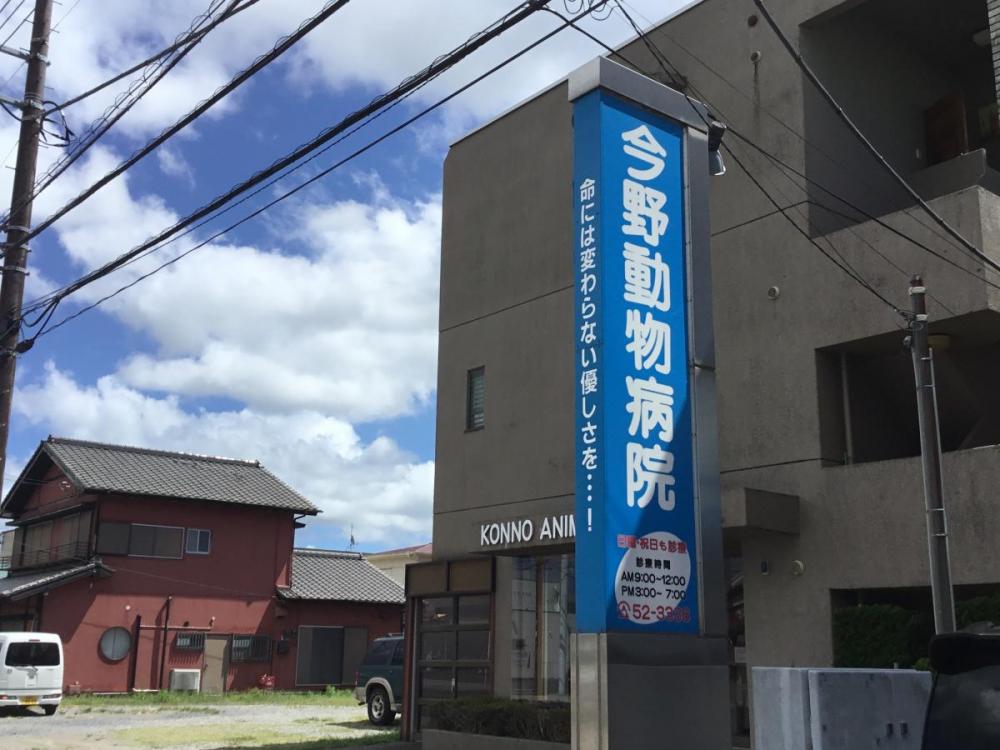 今野動物病院
命には変わらない優しさを・・・・!
KONNO ANIM
日曜・祝日も診療
診療時間
AM9:00~12:00
PM3:00~ 7:00